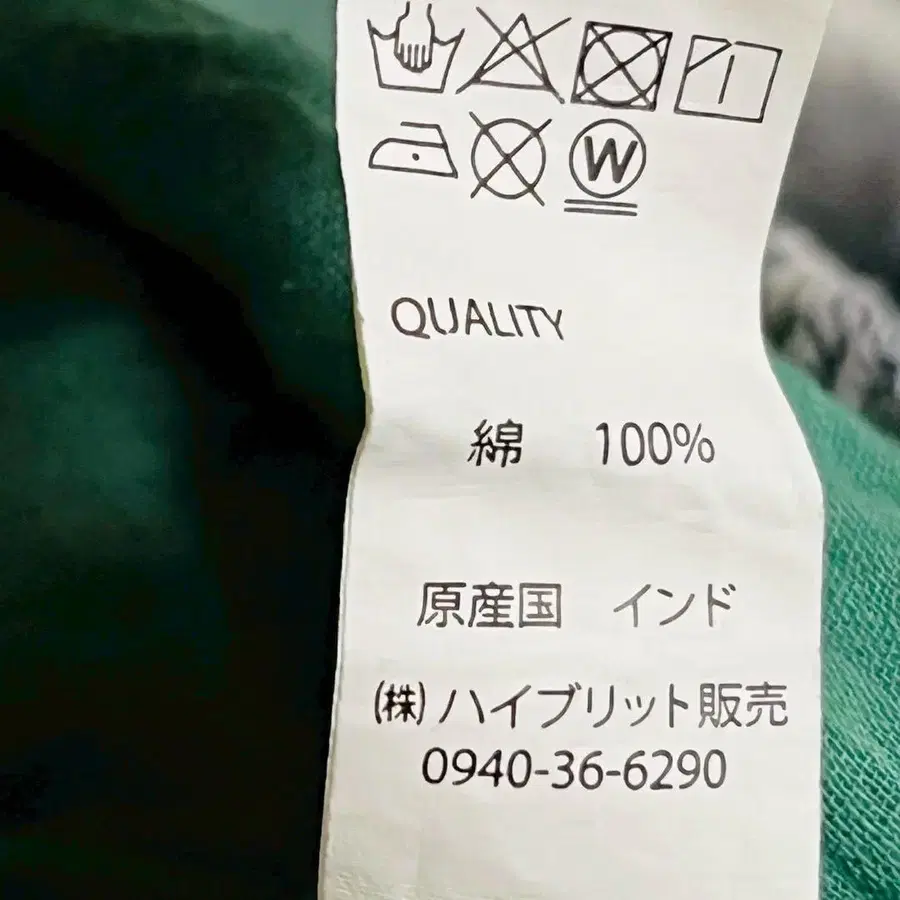 W
QUALITY
綿 100%
原産国 インド
㈱ハイブリット販売
0940-36-6290